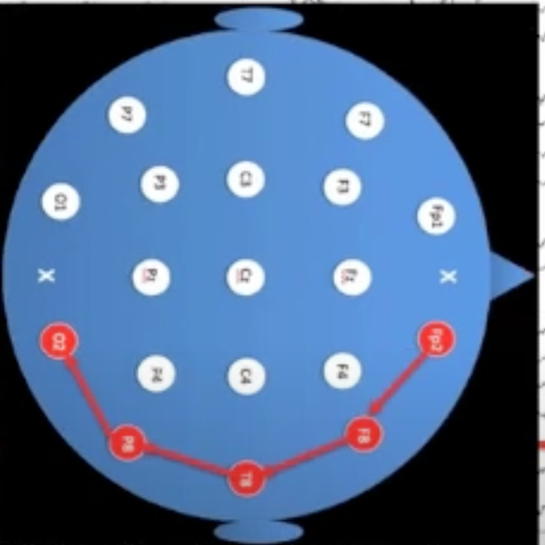 Fp1 X Fp2
F7 F3 Fz F4 F8
T7 C3 Cz C4 T8
P7 P3 Pz P4 P8
O1 X O2